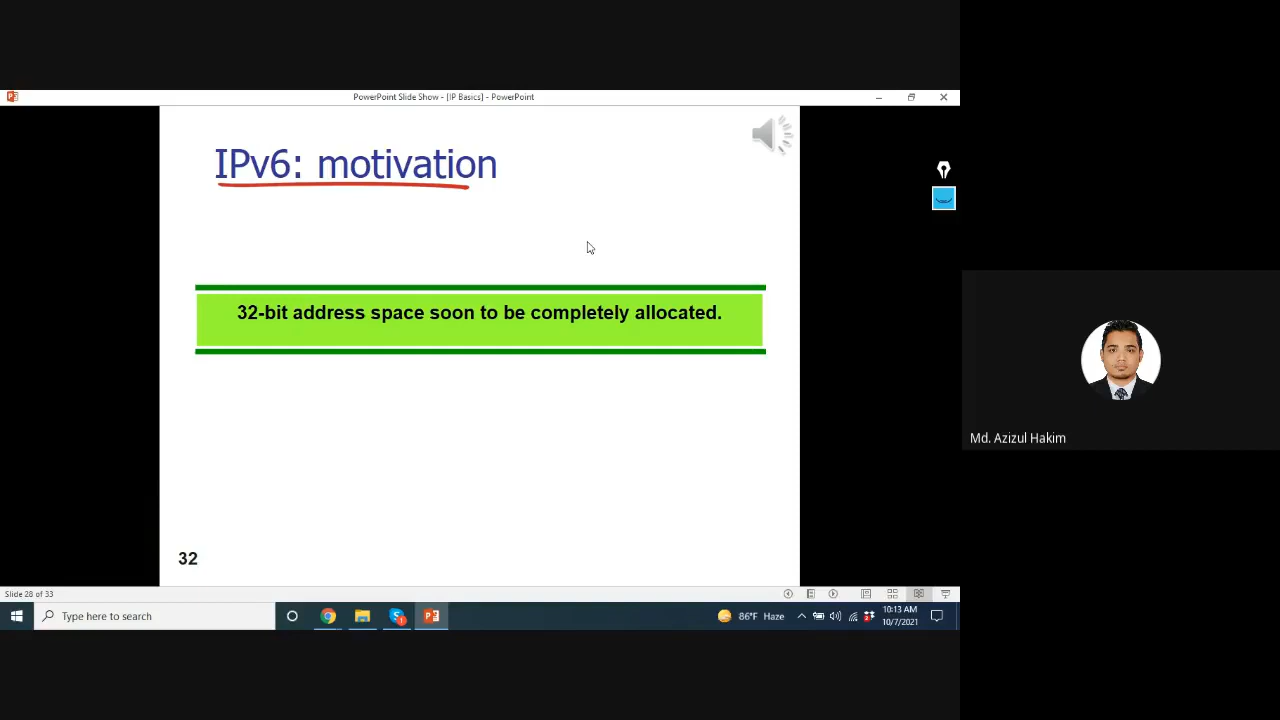 PowerPoint Slide Show - [IP Basics] - PowerPoint
IPv6: motivation
32-bit address space soon to be completely allocated.
Md. Azizul Hakim
32
Slide 28 of 33
Type here to search
1
86°F Haze
10:13 AM
10/7/2021